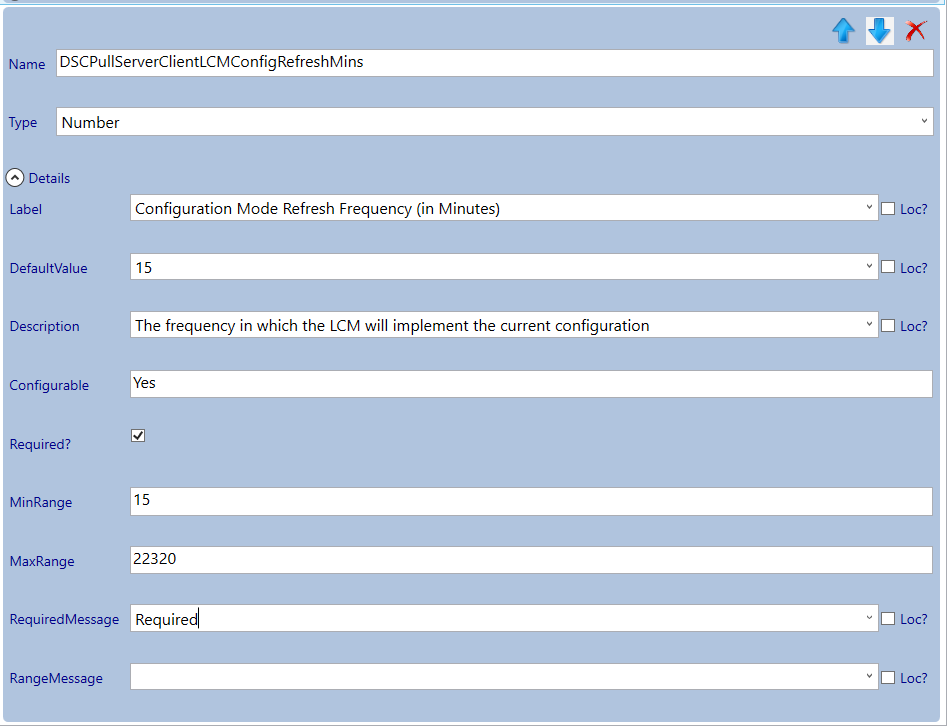 Name DSCPullServerClientLCMConfigRefreshMins
Type Number
Details
Label Configuration Mode Refresh Frequency (in Minutes) Loc?
DefaultValue 15 Loc?
Description The frequency in which the LCM will implement the current configuration Loc?
Configurable Yes
Required?
MinRange 15
MaxRange 22320
RequiredMessage Required Loc?
RangeMessage Loc?